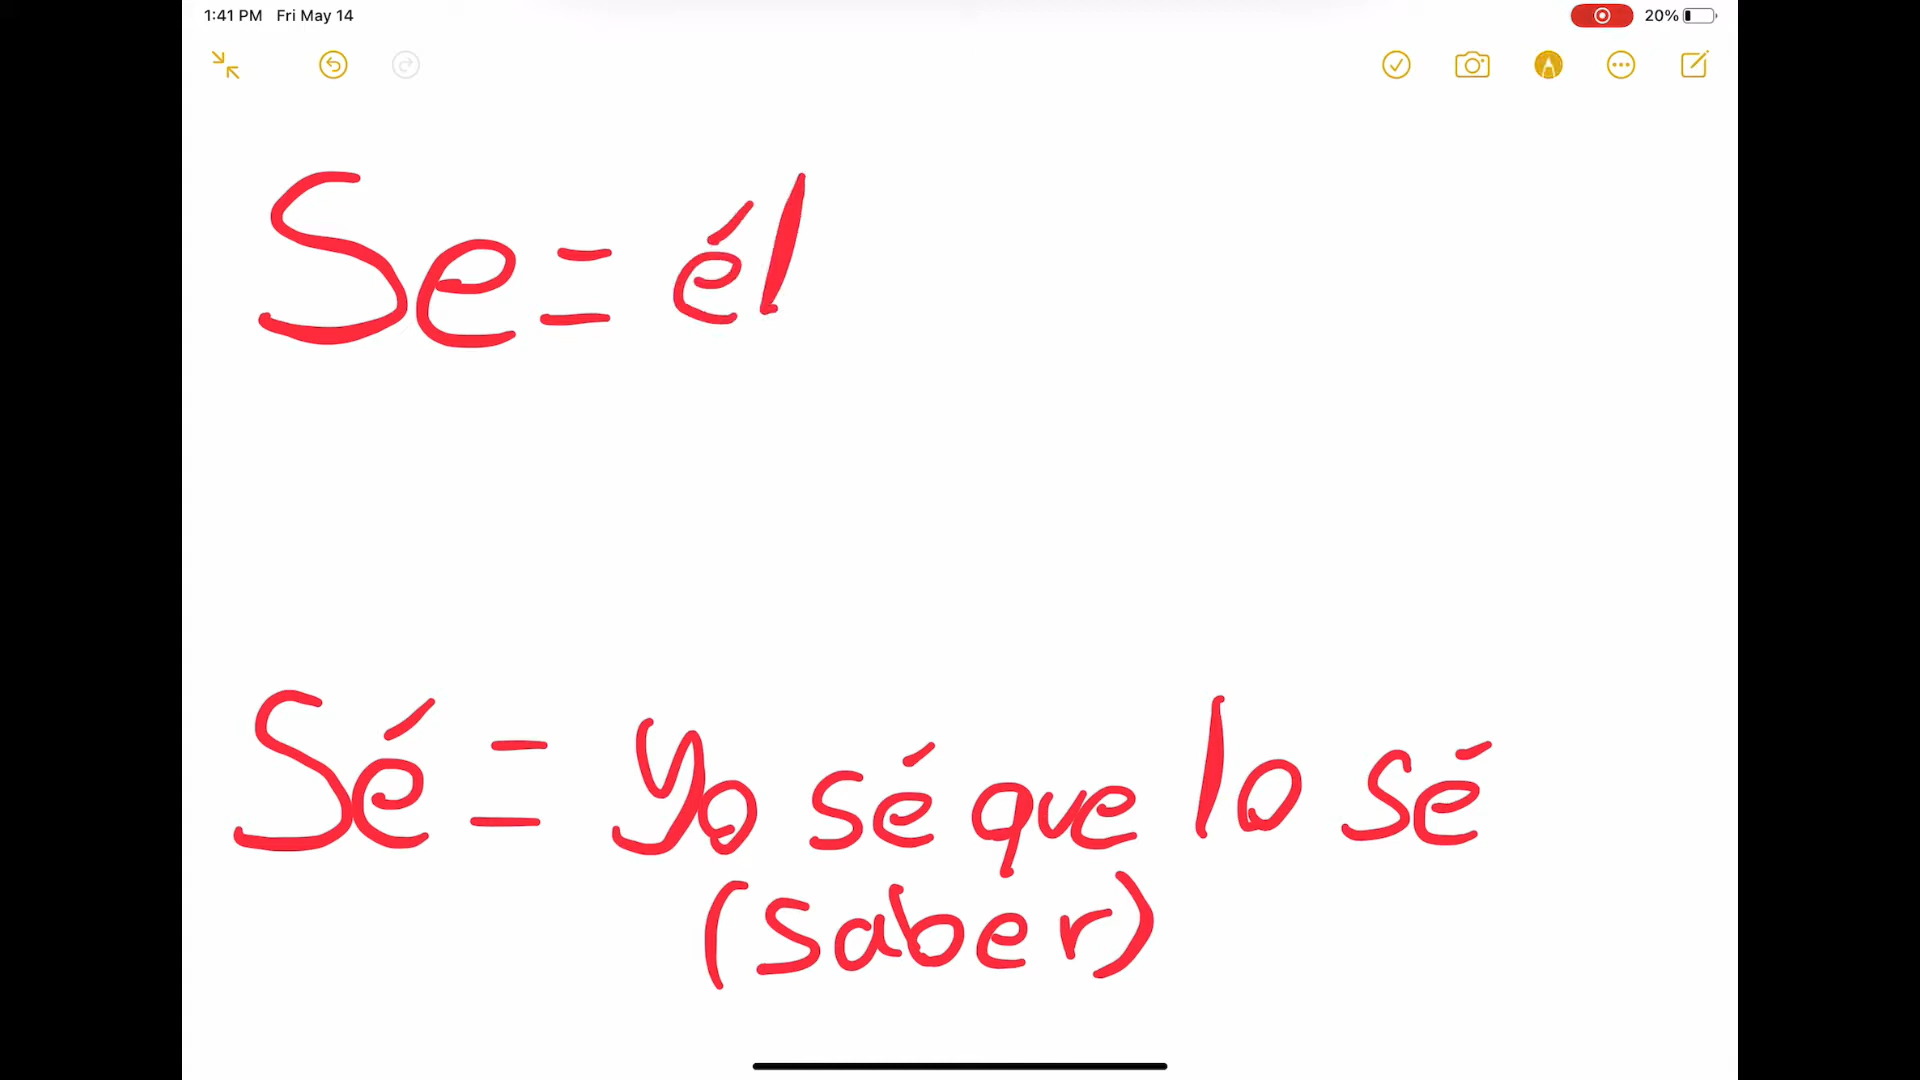 1:41 PM Fri May 14 20%
Se = él
Sé = yo sé que lo sé
(saber)